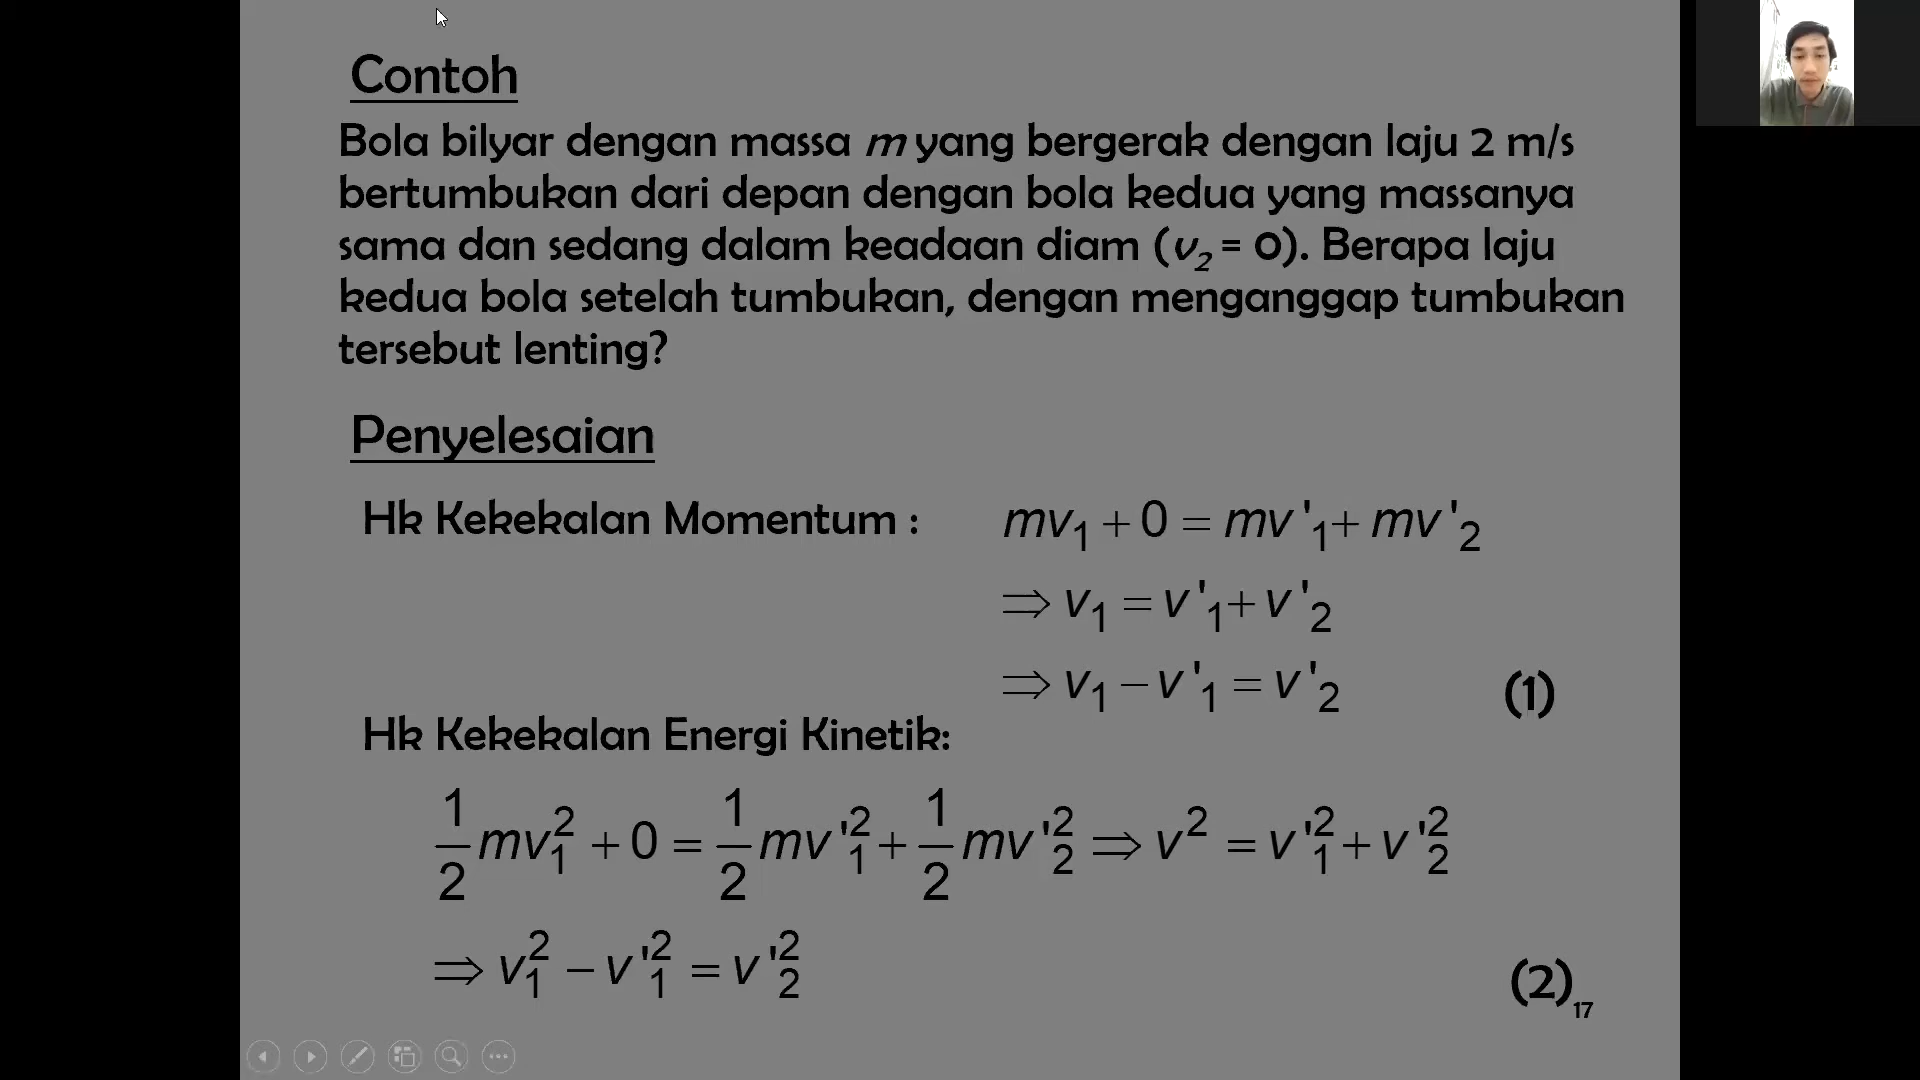 Contoh
Bola bilyar dengan massa m yang bergerak dengan laju 2 m/s
bertumbukan dari depan dengan bola kedua yang massanya
sama dan sedang dalam keadaan diam (v₂ = 0). Berapa laju
kedua bola setelah tumbukan, dengan menganggap tumbukan
tersebut lenting?
Penyelesaian
Hk Kekekalan Momentum : mv₁ + 0 = mv'₁ + mv'₂
⇒ v₁ = v'₁ + v'₂
⇒ v₁ − v'₁ = v'₂ (1)
Hk Kekekalan Energi Kinetik:
1/2 mv₁² + 0 = 1/2 mv'₁² + 1/2 mv'₂² ⇒ v² = v'₁² + v'₂²
⇒ v₁² − v'₁² = v'₂² (2)
17